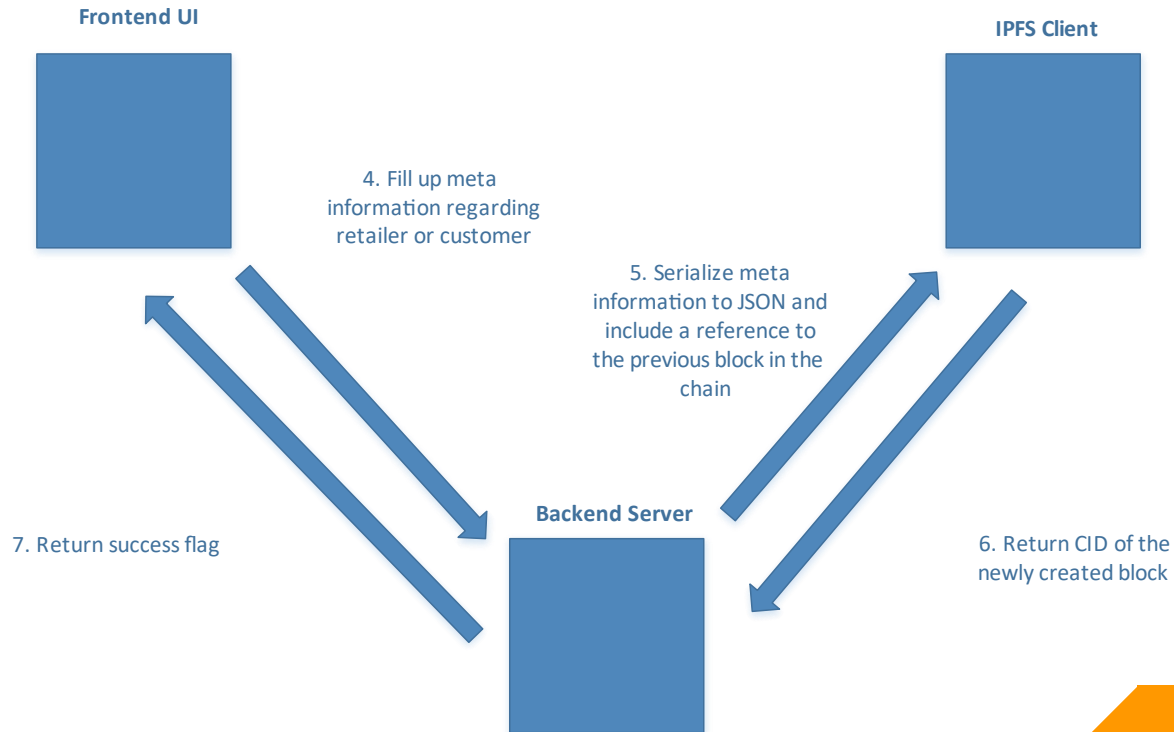 Frontend UI
IPFS Client
4. Fill up meta
information regarding
retailer or customer
5. Serialize meta
information to JSON and
include a reference to
the previous block in the
chain
Backend Server
7. Return success flag
6. Return CID of the
newly created block